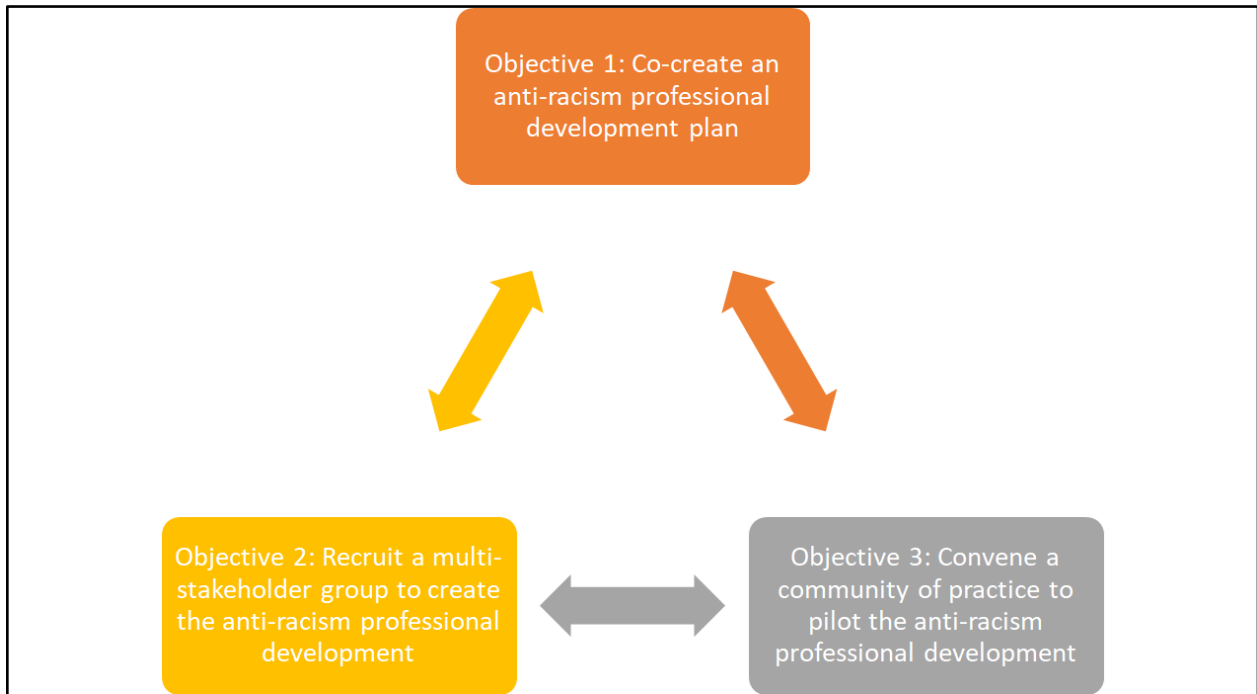 Objective 1: Co-create an
anti-racism professional
development plan
Objective 2: Recruit a multi-
stakeholder group to create
the anti-racism professional
development
Objective 3: Convene a
community of practice to
pilot the anti-racism
professional development